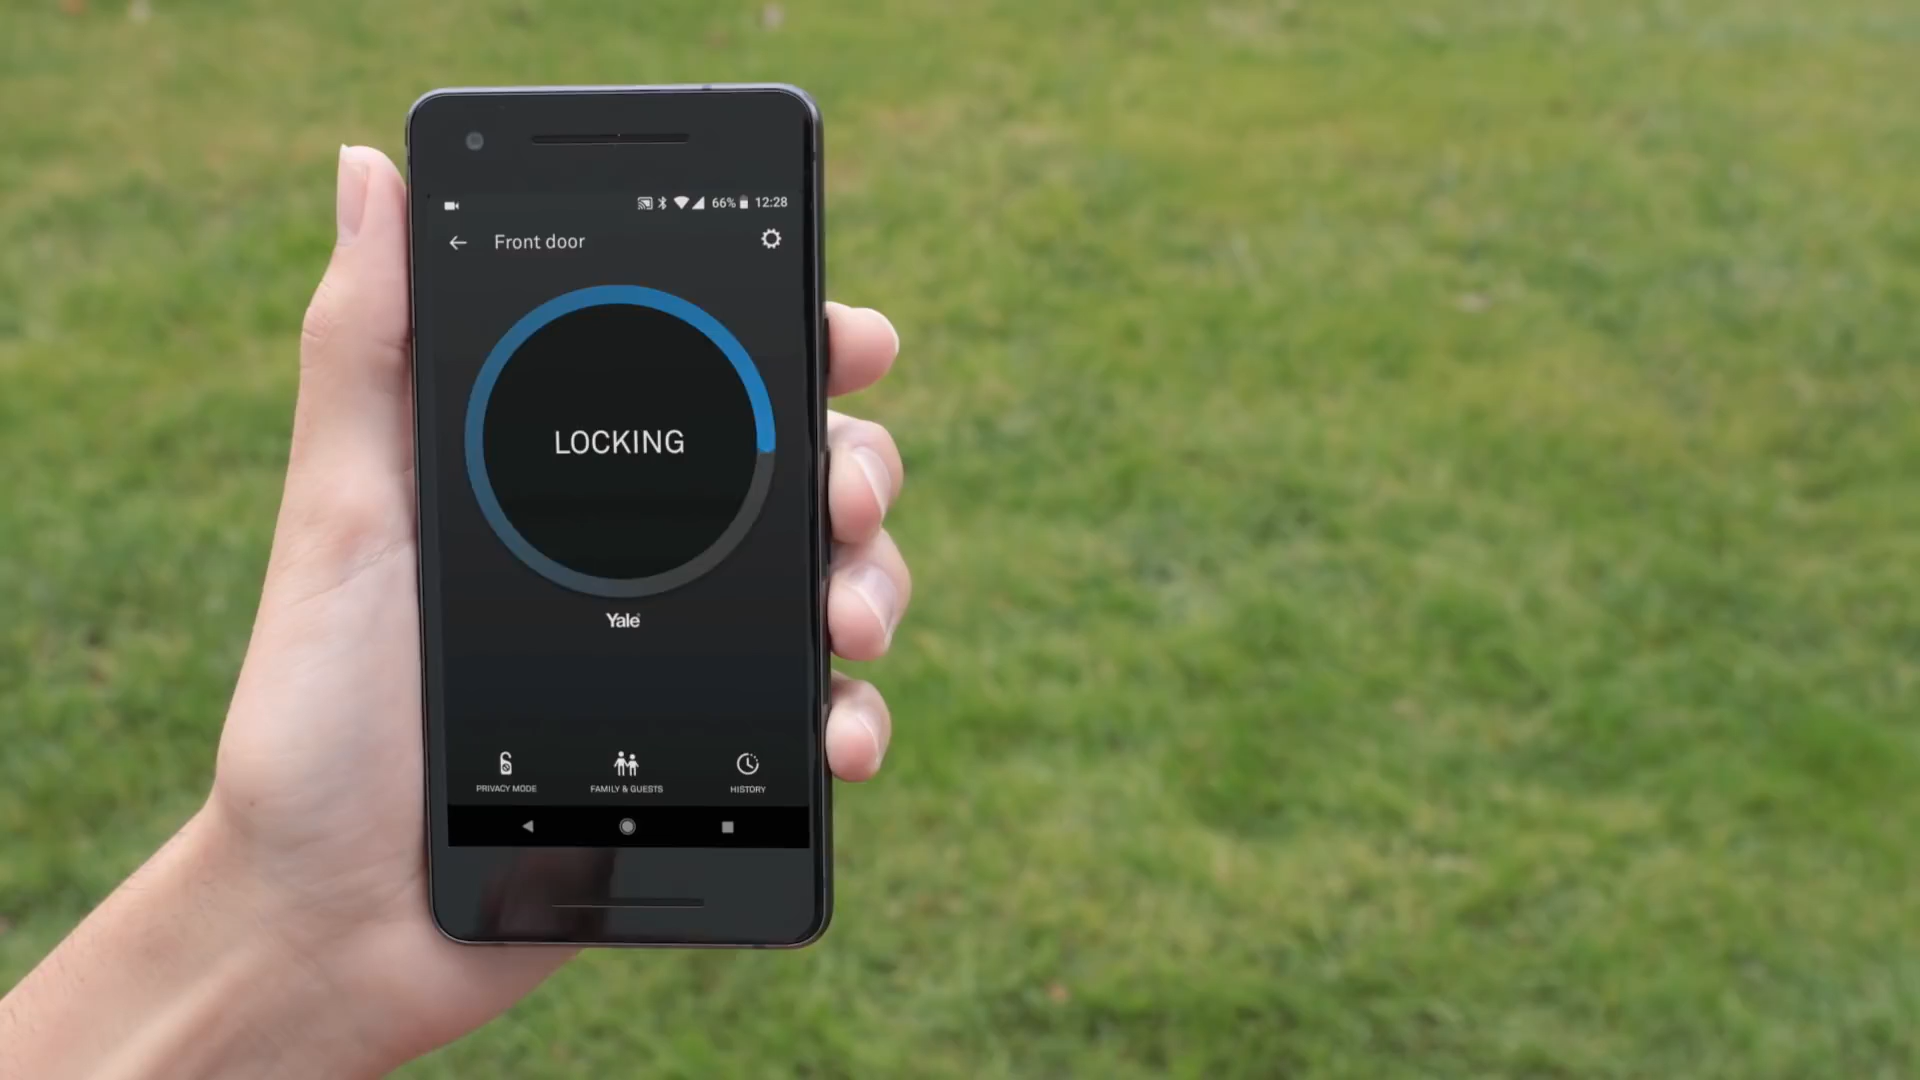 66% 12:28
Front door
LOCKING
Yale
PRIVACY MODE FAMILY & GUESTS HISTORY